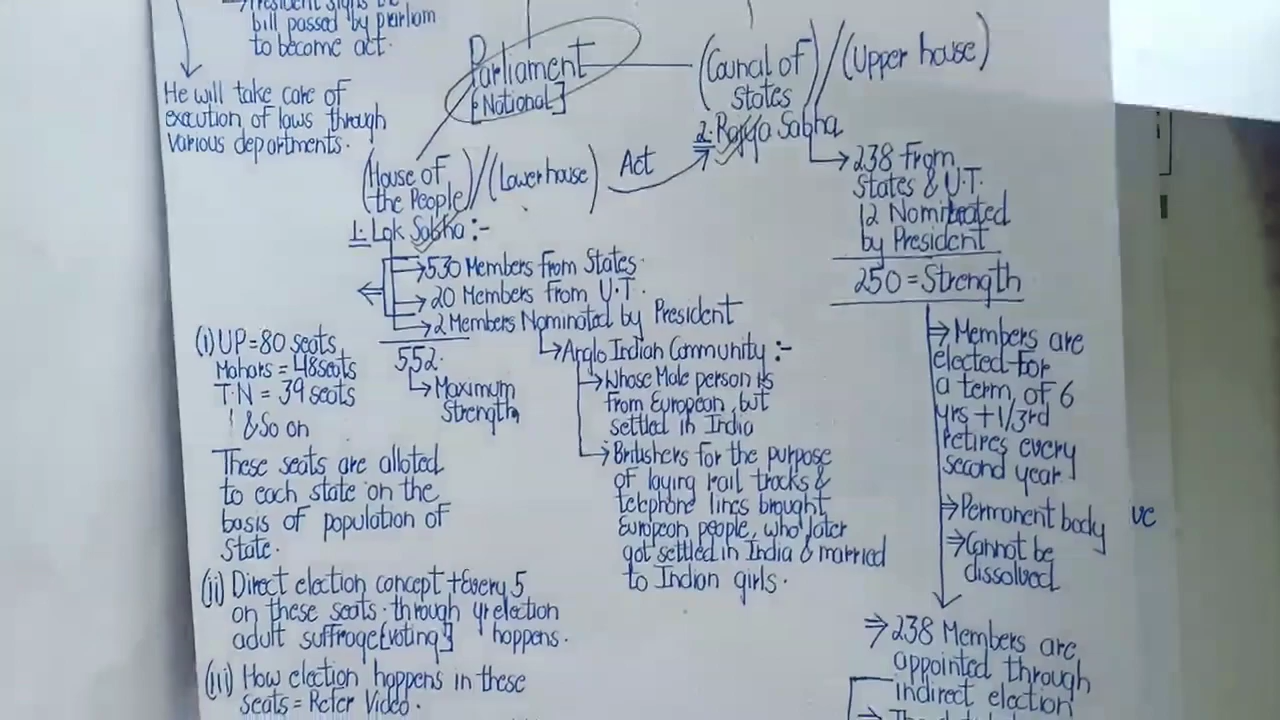 President signs the
bill passed by parliam
to become act.
He will take care of
execution of laws through
various departments.
Parliament
[National]
(Council of
states) / (Upper house)
2. Rajya Sabha
(House of
the People) / (Lower house)
Act
238 From
States & U.T.
12 Nominated
by President
250 = Strength
1. Lok Sabha :-
530 Members From States
20 Members From U.T.
2 Members Nominated by President
552.
Maximum
Strength
(i) UP = 80 seats
Mahars = 48 seats
T.N = 39 seats
& So on
These seats are alloted
to each state on the
basis of population of
State.
(ii) Direct election concept + Every 5
on these seats through yr election
adult suffrage [voting] happens.
(iii) How election happens in these
seats = Refer Video.
Anglo Indian Community :-
Whose Male person is
from European, but
settled in India
Britishers for the purpose
of laying rail tracks &
telephone lines brought
European people, who later
got settled in India & married
to Indian girls.
Members are
elected for
a term of 6
yrs + 1/3rd
retires every
second year
Permanent body
Cannot be
dissolved
ve
238 Members are
appointed through
indirect election